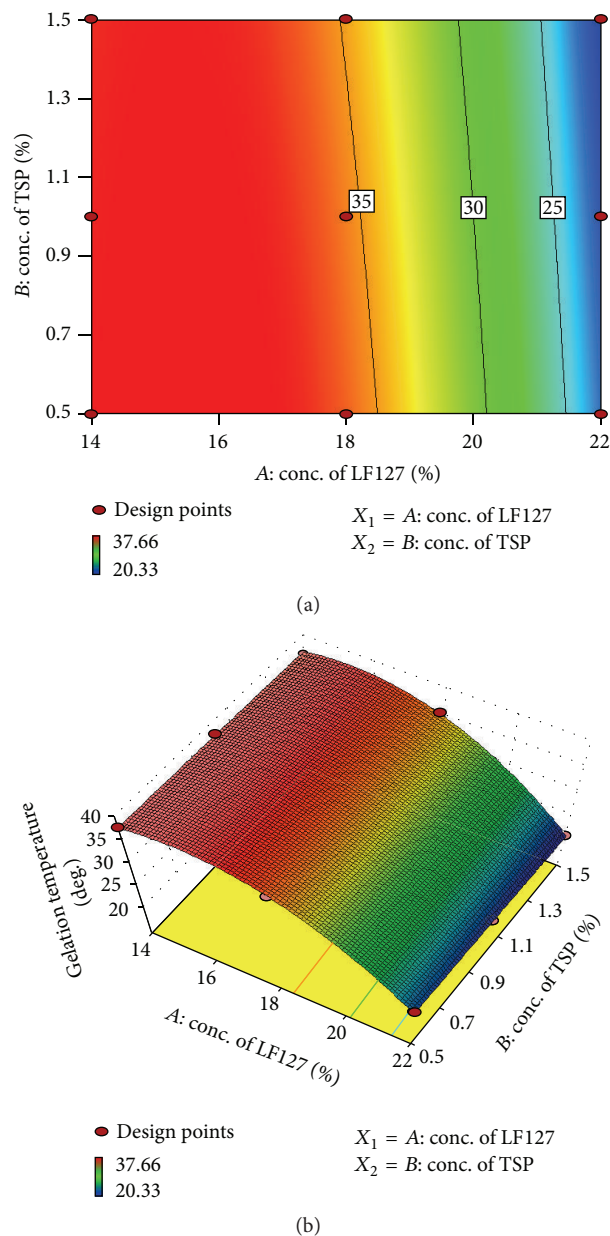 1.5
1.3
1.1
0.9
0.7
0.5
B: conc. of TSP (%)
35
30
25
14
16
18
20
22
A: conc. of LF127 (%)
Design points
37.66
20.33
X1 = A: conc. of LF127
X2 = B: conc. of TSP
(a)
40
35
30
25
20
Gelation temperature
(deg.)
14
16
18
20
22
A: conc. of LF127 (%)
0.5
0.7
0.9
1.1
1.3
1.5
B: conc. of TSP (%)
Design points
37.66
20.33
X1 = A: conc. of LF127
X2 = B: conc. of TSP
(b)